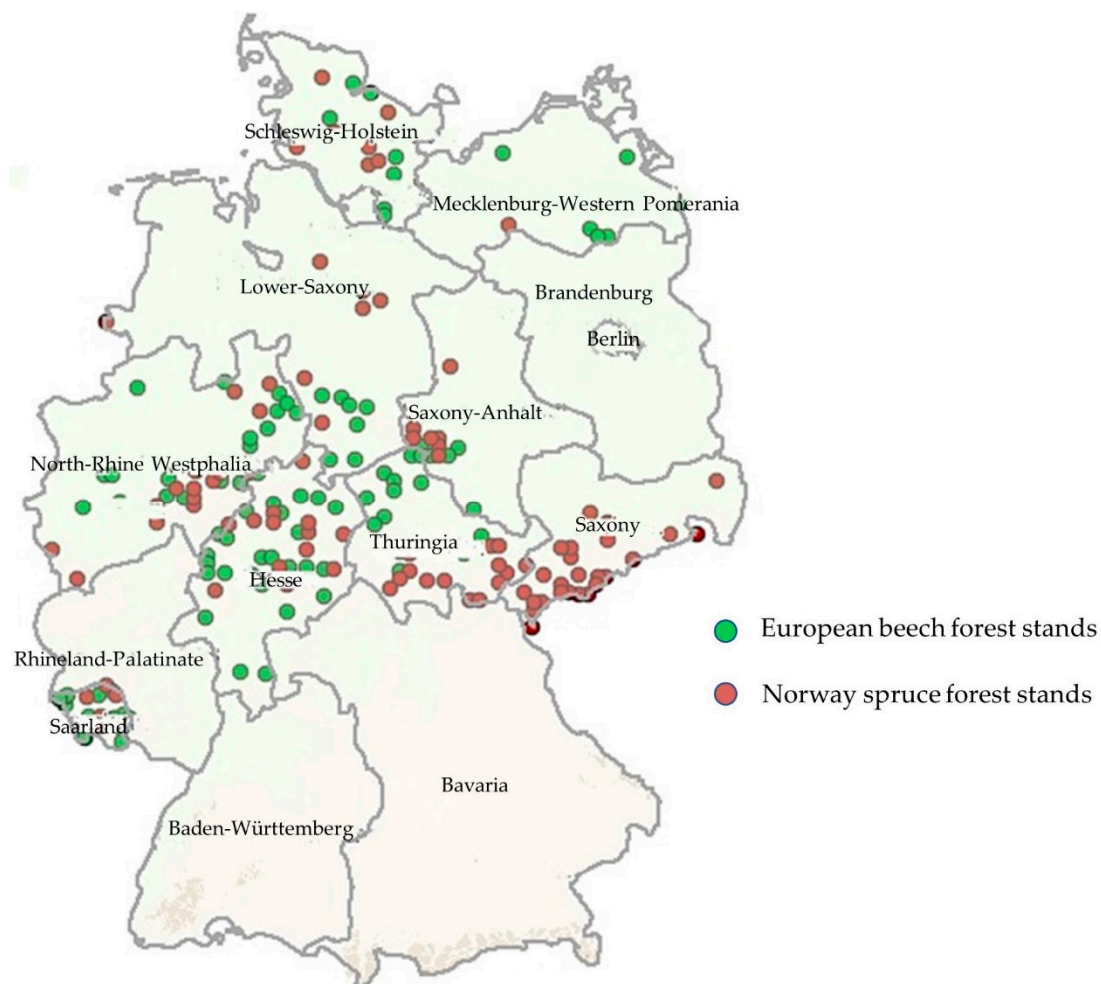 Schleswig-Holstein
Mecklenburg-Western Pomerania
Lower-Saxony
Brandenburg
Berlin
Saxony-Anhalt
North-Rhine Westphalia
Saxony
Thuringia
Hesse
European beech forest stands
Rhineland-Palatinate
Norway spruce forest stands
Saarland
Bavaria
Baden-Württemberg